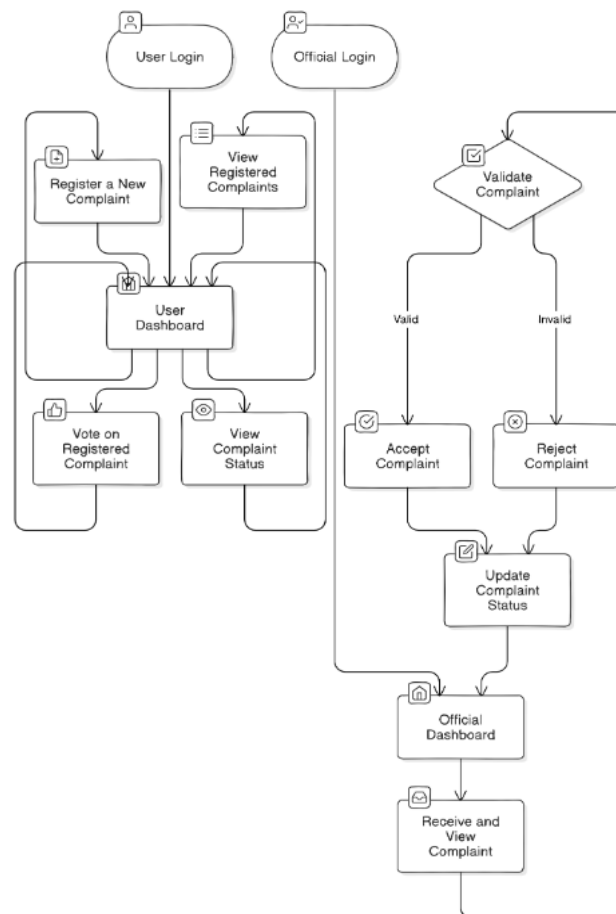 User Login
Official Login
Register a New
Complaint
View
Registered
Complaints
Validate
Complaint
User
Dashboard
Valid
Invalid
Vote on
Registered
Complaint
View
Complaint
Status
Accept
Complaint
Reject
Complaint
Update
Complaint
Status
Official
Dashboard
Receive and
View
Complaint